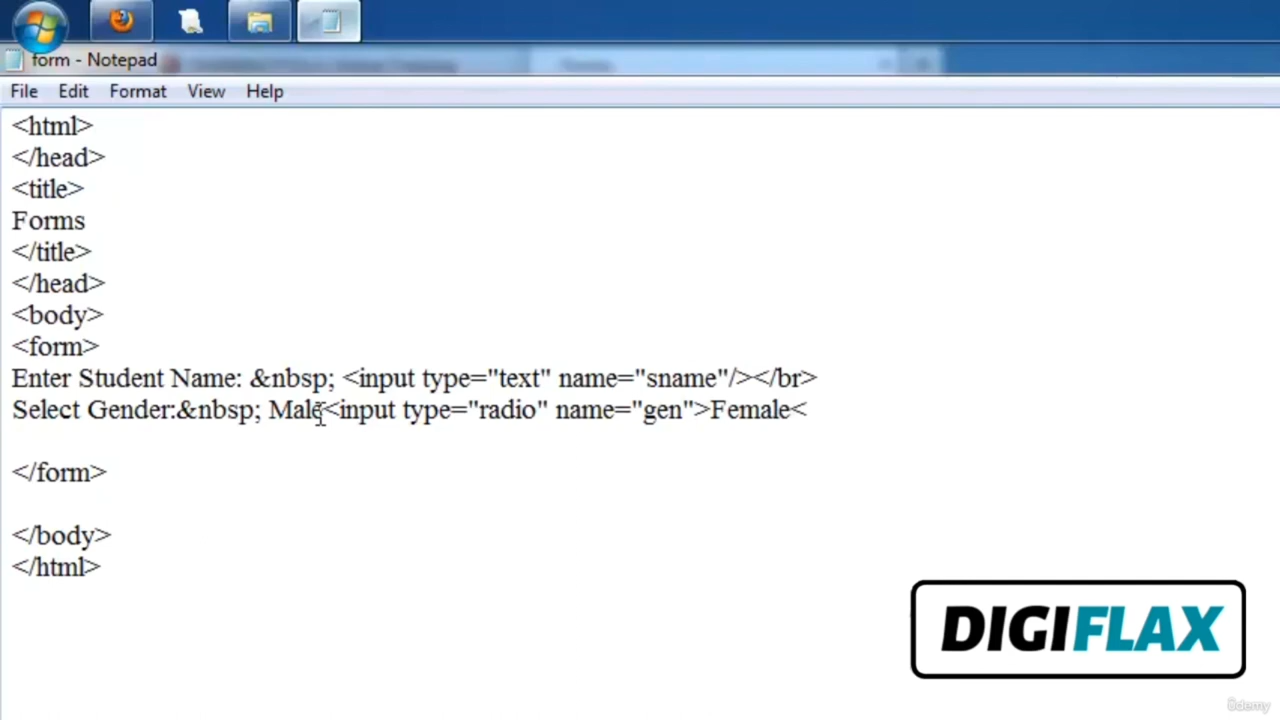 form - Notepad
File Edit Format View Help
<html>
</head>
<title>
Forms
</title>
</head>
<body>
<form>
Enter Student Name: &nbsp; <input type="text" name="sname"/></br>
Select Gender:&nbsp; Male<input type="radio" name="gen">Female<
</form>
</body>
</html>
DIGIFLAX
ûdemy